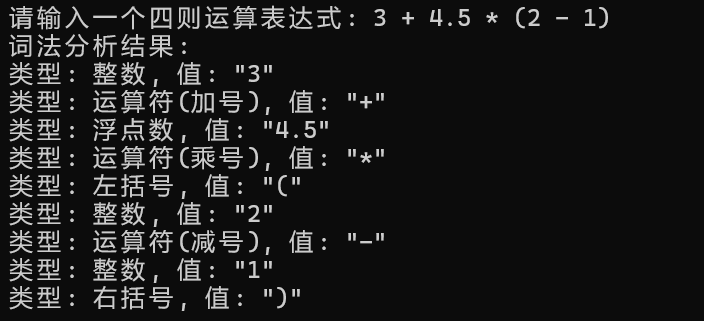 请输入一个四则运算表达式: 3 + 4.5 * (2 - 1)
词法分析结果:
类型: 整数, 值: "3"
类型: 运算符(加号), 值: "+"
类型: 浮点数, 值: "4.5"
类型: 运算符(乘号), 值: "*"
类型: 左括号, 值: "("
类型: 整数, 值: "2"
类型: 运算符(减号), 值: "-"
类型: 整数, 值: "1"
类型: 右括号, 值: ")"